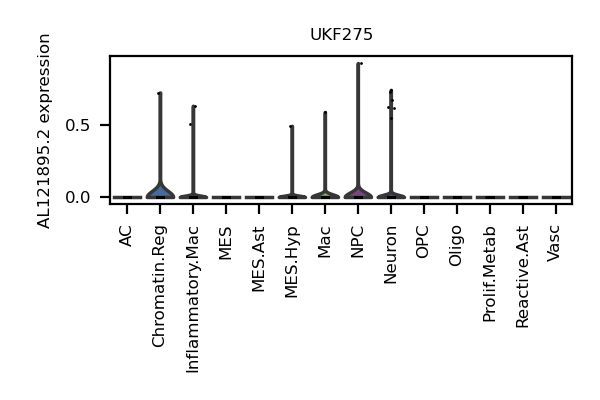 UKF275
AL121895.2 expression
0.5
0.0
AC
Chromatin.Reg
Inflammatory.Mac
MES
MES.Ast
MES.Hyp
Mac
NPC
Neuron
OPC
Oligo
Prolif.Metab
Reactive.Ast
Vasc